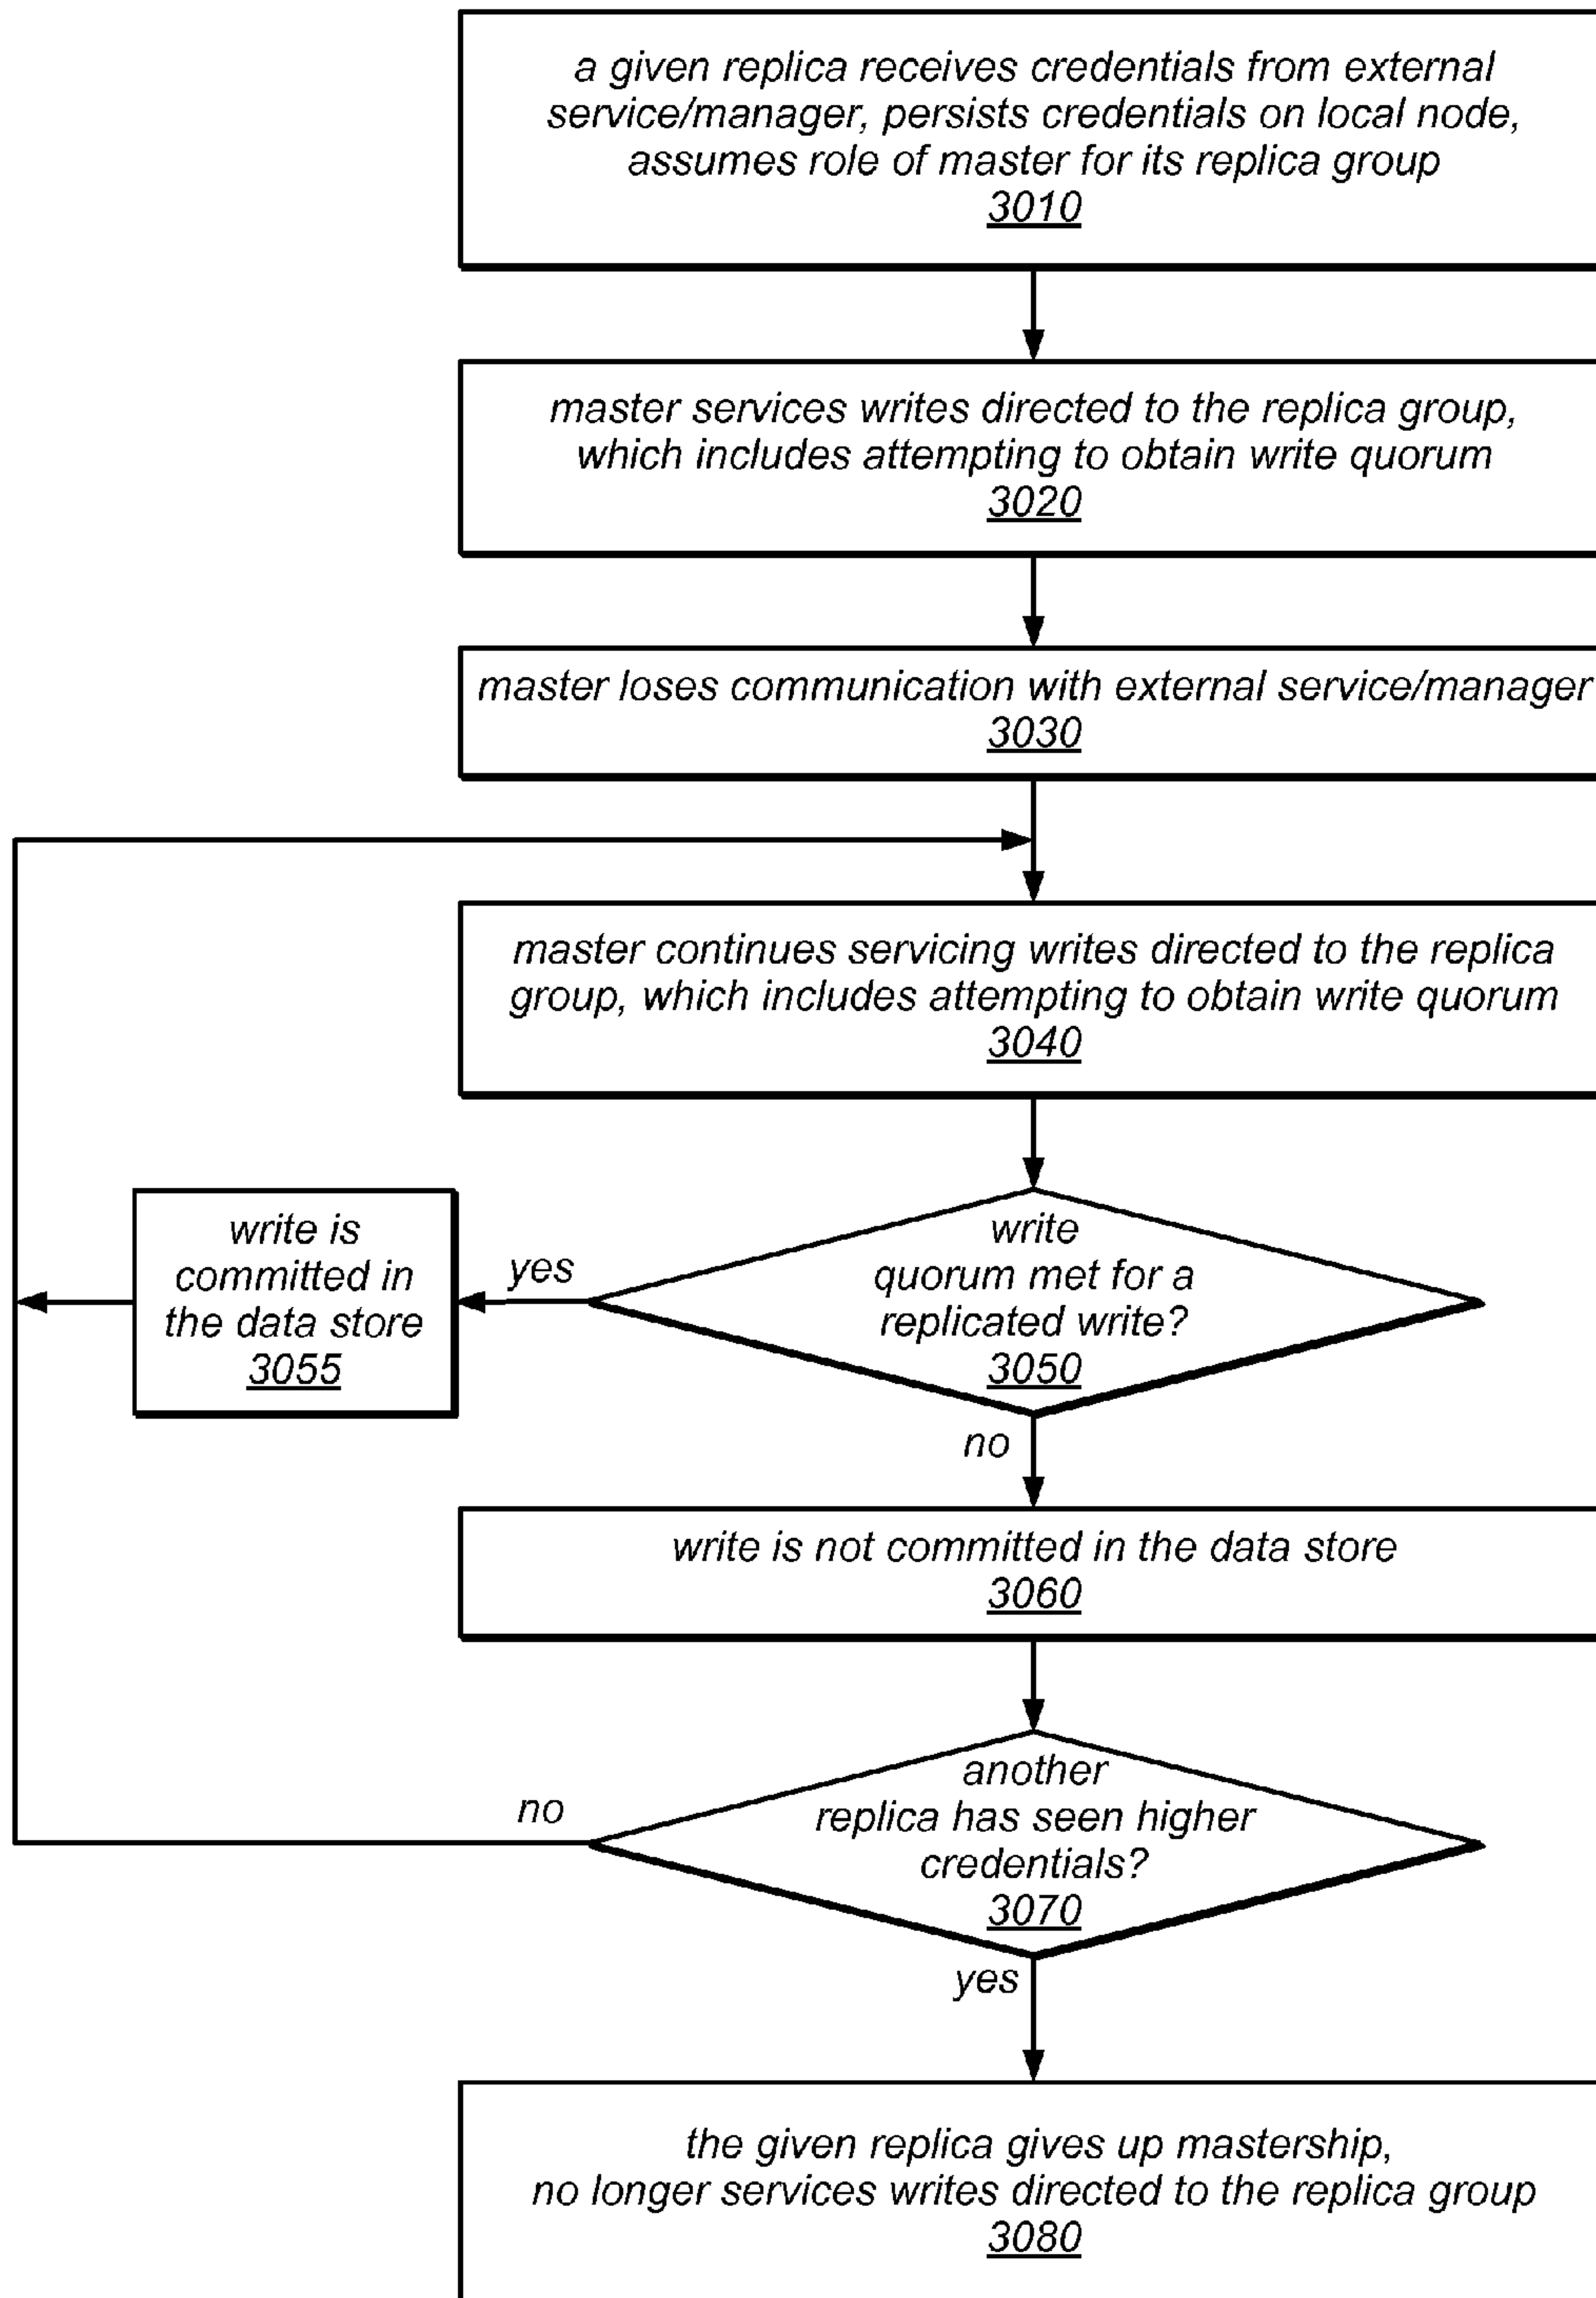 a given replica receives credentials from external
service/manager, persists credentials on local node,
assumes role of master for its replica group
3010
master services writes directed to the replica group,
which includes attempting to obtain write quorum
3020
master loses communication with external service/manager
3030
master continues servicing writes directed to the replica
group, which includes attempting to obtain write quorum
3040
write
quorum met for a
replicated write?
3050
yes
write is
committed in
the data store
3055
no
write is not committed in the data store
3060
another
replica has seen higher
credentials?
3070
no
yes
the given replica gives up mastership,
no longer services writes directed to the replica group
3080